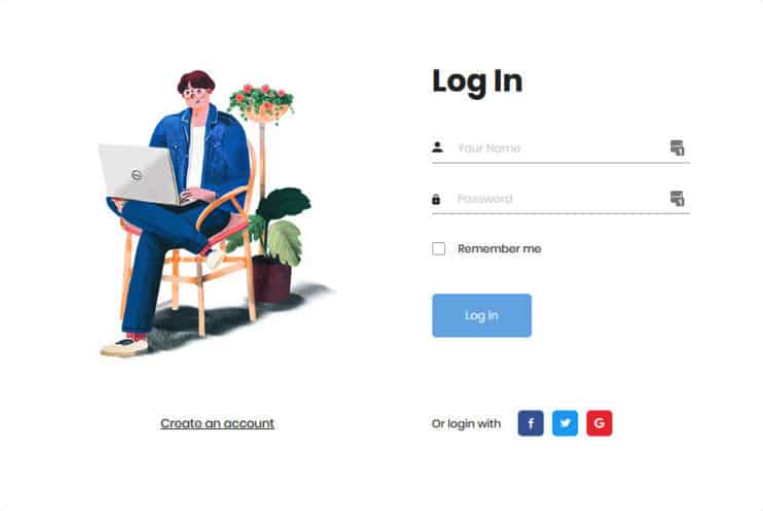 Log In
Your Name
Password
Remember me
Log in
Create an account
Or login with